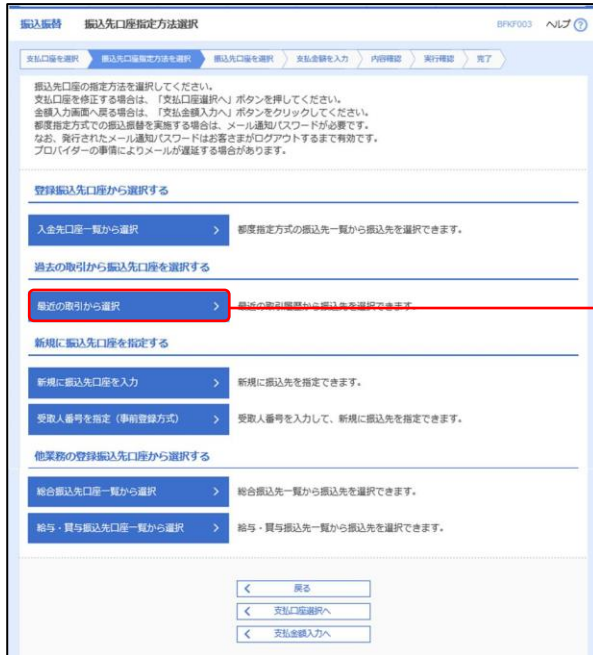 振込振替 振込先口座指定方法選択 BFKF003 ヘルプ ?
支払口座を選択 振込先口座指定方法を選択 振込先口座を選択 支払金額を入力 内容確認 実行確認 完了
振込先口座の指定方法を選択してください。
支払口座を修正する場合は、「支払口座選択へ」ボタンを押してください。
金額入力画面へ戻る場合は、「支払金額入力へ」ボタンをクリックしてください。
都度指定方式での振込振替を実施する場合は、メール通知パスワードが必要です。
なお、発行されたメール通知パスワードはお客さまがログアウトするまで有効です。
プロバイダーの事情によりメールが遅延する場合があります。
登録振込先口座から選択する
入金先口座一覧から選択 都度指定方式の振込先一覧から振込先を選択できます。
過去の取引から振込先口座を選択する
最近の取引から選択 最近の取引履歴から振込先を選択できます。
新規に振込先口座を指定する
新規に振込先口座を入力 新規に振込先を指定できます。
受取人番号を指定（事前登録方式） 受取人番号を入力して、新規に振込先を指定できます。
他業務の登録振込先口座から選択する
総合振込先口座一覧から選択 総合振込先一覧から振込先を選択できます。
給与・賞与振込先口座一覧から選択 給与・賞与振込先一覧から振込先を選択できます。
戻る
支払口座選択へ
支払金額入力へ